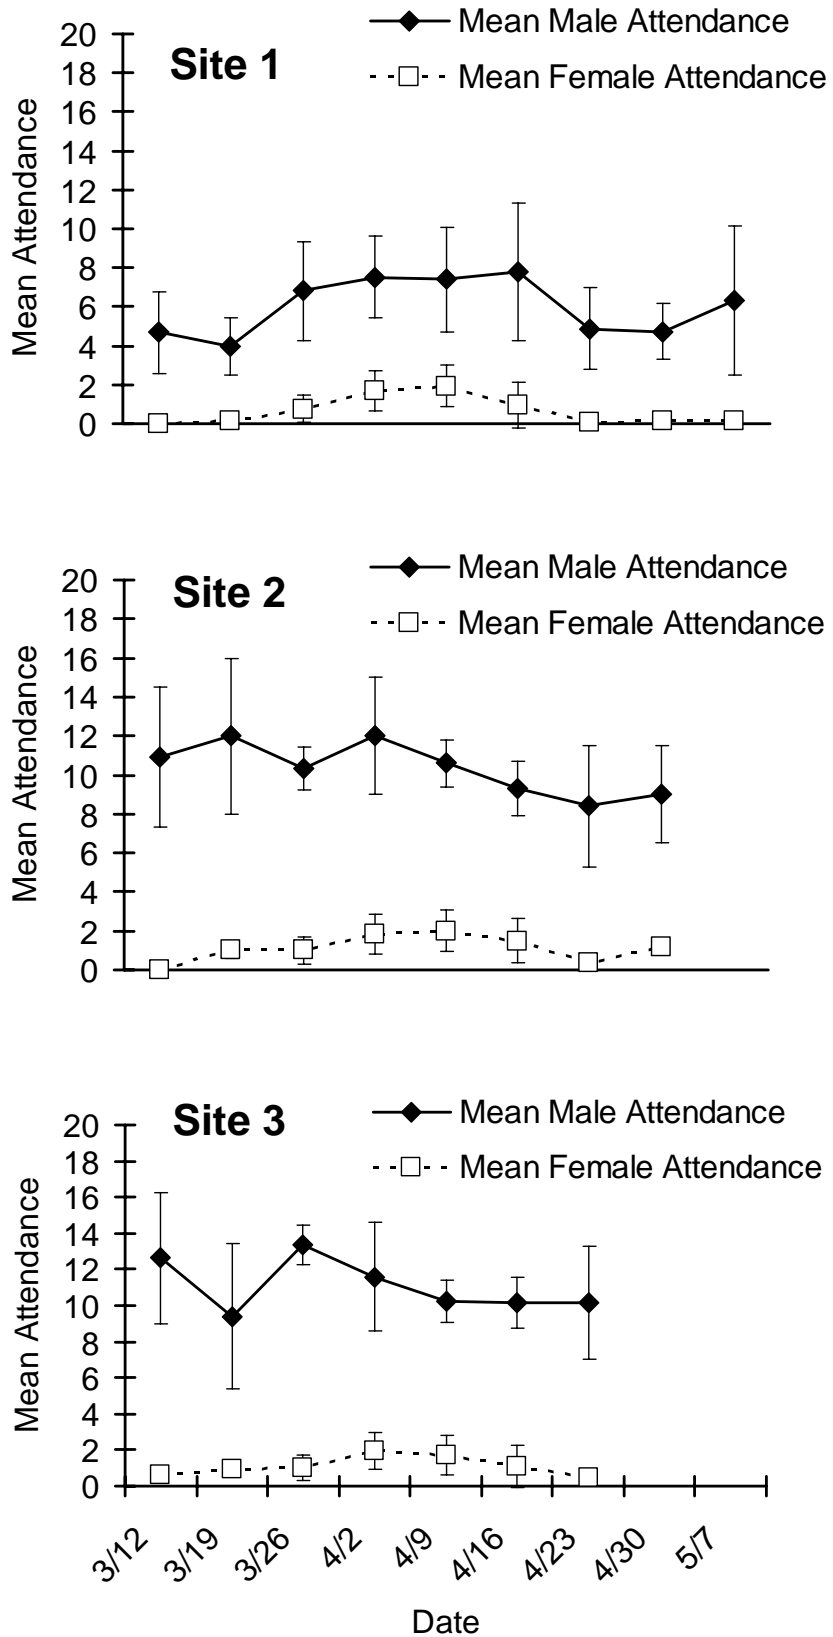 Mean Male Attendance
Site 1
Mean Female Attendance
Mean Attendance
20
18
16
14
12
10
8
6
4
2
0
Mean Male Attendance
Site 2
Mean Female Attendance
Mean Attendance
20
18
16
14
12
10
8
6
4
2
0
Mean Male Attendance
Site 3
Mean Female Attendance
Mean Attendance
20
18
16
14
12
10
8
6
4
2
0
3/12 3/19 3/26 4/2 4/9 4/16 4/23 4/30 5/7
Date